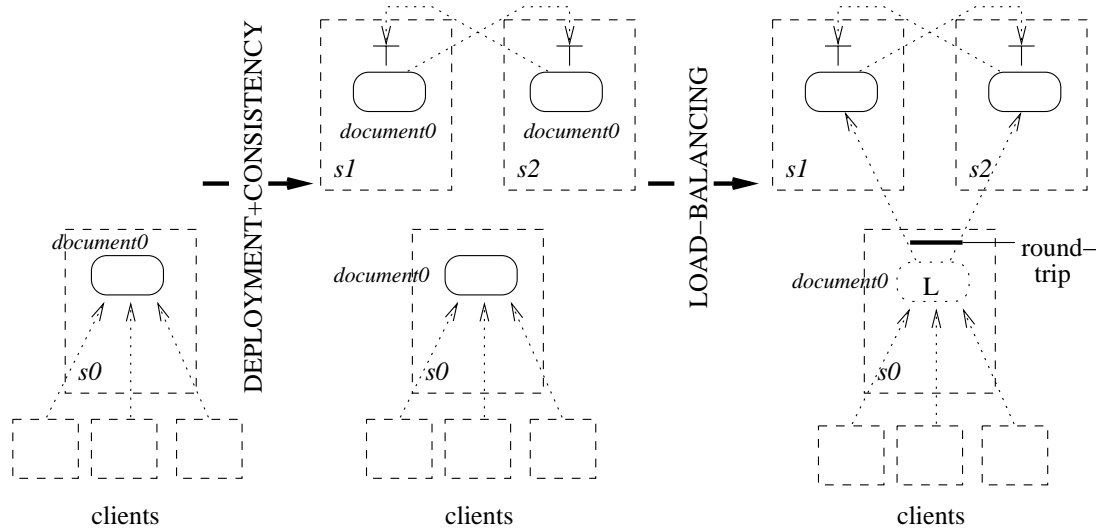 document0
s0
clients
DEPLOYMENT+CONSISTENCY
document0
s1
document0
s2
document0
s0
clients
LOAD−BALANCING
s1
s2
round−
trip
document0
L
s0
clients